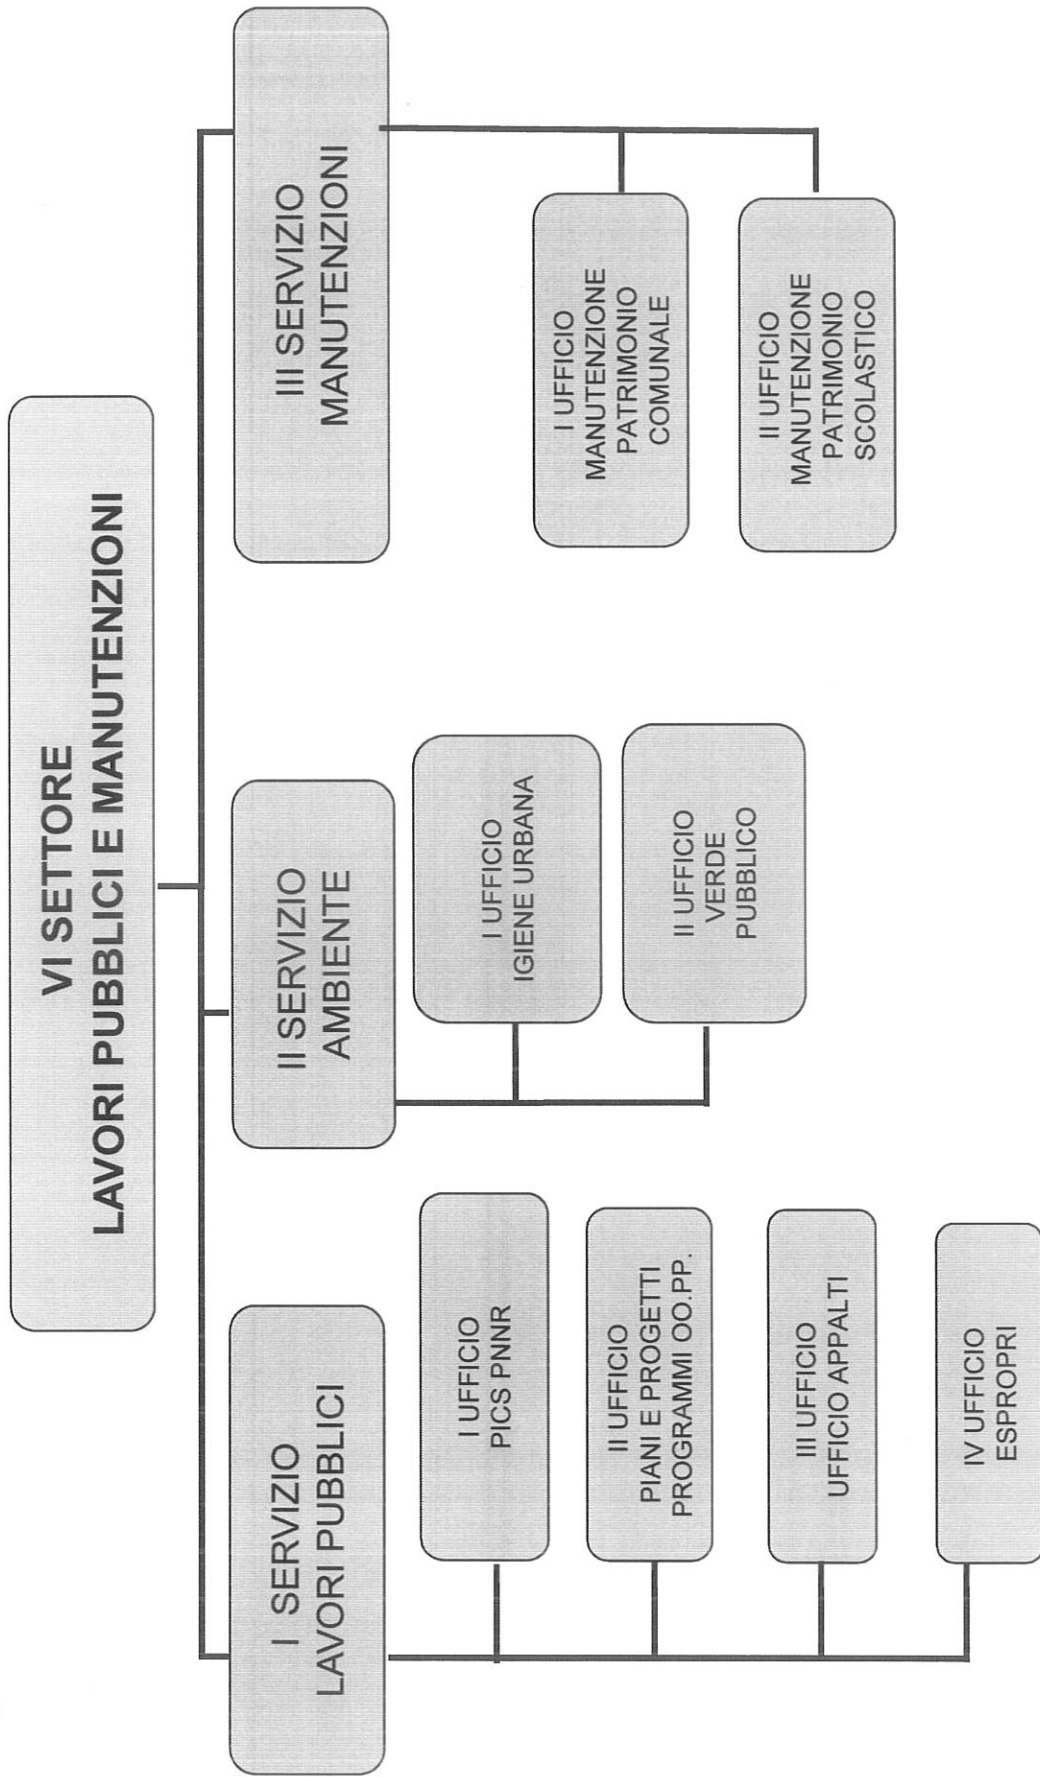 VI SETTORE
LAVORI PUBBLICI E MANUTENZIONI
I SERVIZIO
LAVORI PUBBLICI
I UFFICIO
PICS PNNR
II UFFICIO
PIANI E PROGETTI
PROGRAMMI OO.PP.
III UFFICIO
UFFICIO APPALTI
IV UFFICIO
ESPROPRI
II SERVIZIO
AMBIENTE
I UFFICIO
IGIENE URBANA
II UFFICIO
VERDE
PUBBLICO
III SERVIZIO
MANUTENZIONI
I UFFICIO
MANUTENZIONE
PATRIMONIO
COMUNALE
II UFFICIO
MANUTENZIONE
PATRIMONIO
SCOLASTICO